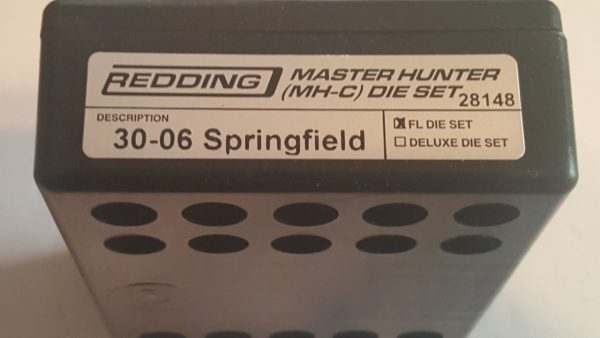 REDDING
MASTER HUNTER
(MH-C) DIE SET 28148
DESCRIPTION
30-06 Springfield
☒ FL DIE SET
☐ DELUXE DIE SET